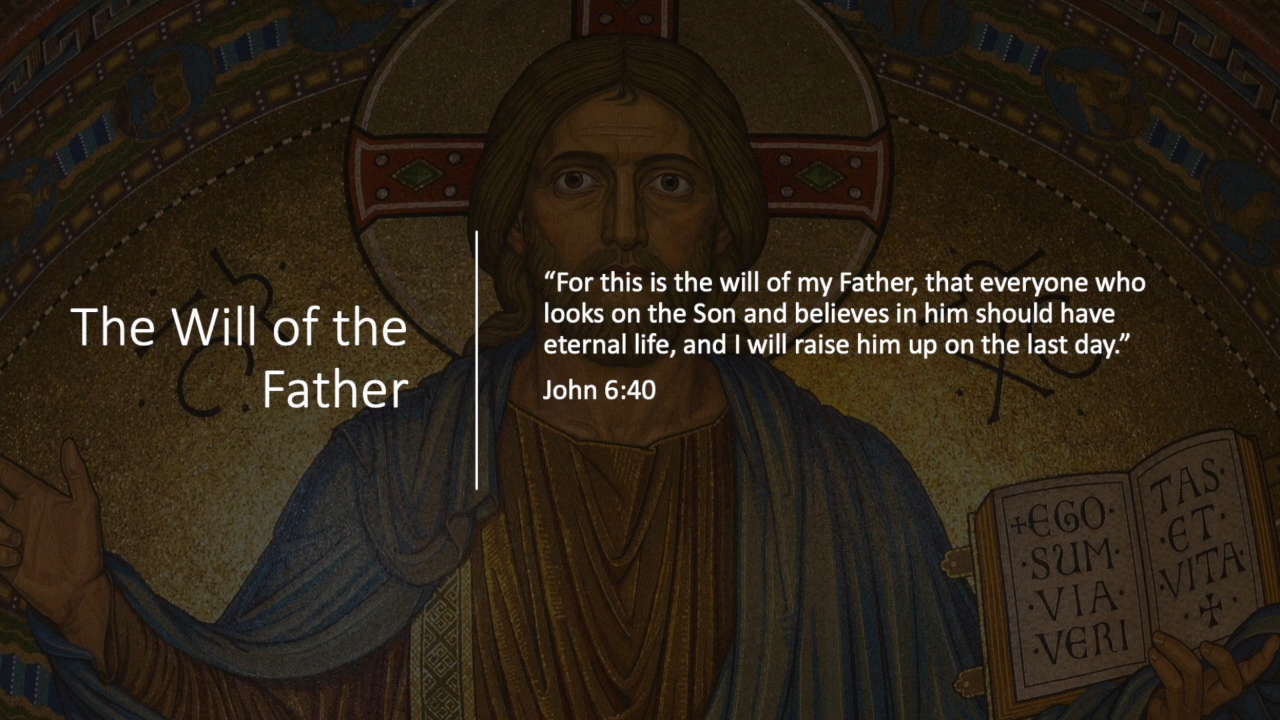 The Will of the
Father
“For this is the will of my Father, that everyone who
looks on the Son and believes in him should have
eternal life, and I will raise him up on the last day.”
John 6:40
+EGO·
·SUM·
·VIA·
VERI
TAS·
·ET·
·VITA·